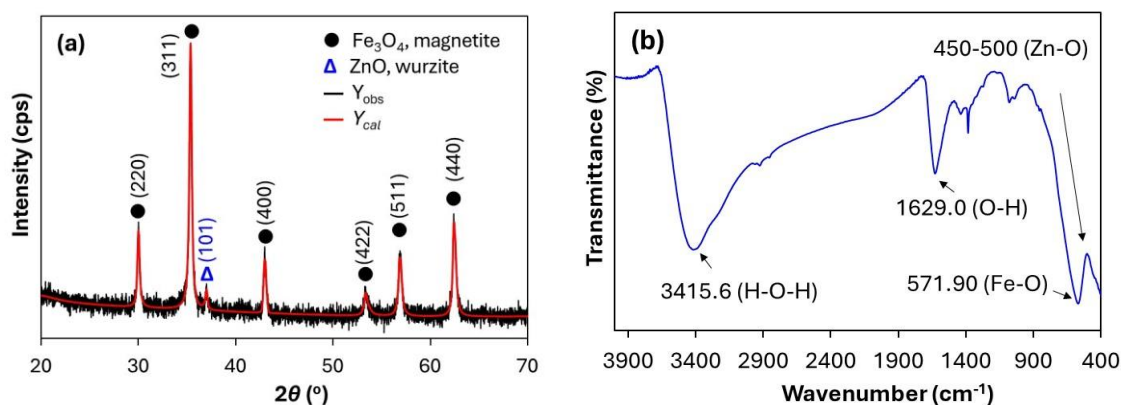 (a)
Fe₃O₄, magnetite
ZnO, wurzite
Y_obs
Y_cal
(311)
(220)
(101)
(400)
(422)
(511)
(440)
Intensity (cps)
20 30 40 50 60 70
2θ (°)
(b)
450-500 (Zn-O)
1629.0 (O-H)
3415.6 (H-O-H)
571.90 (Fe-O)
Transmittance (%)
3900 3400 2900 2400 1900 1400 900 400
Wavenumber (cm⁻¹)